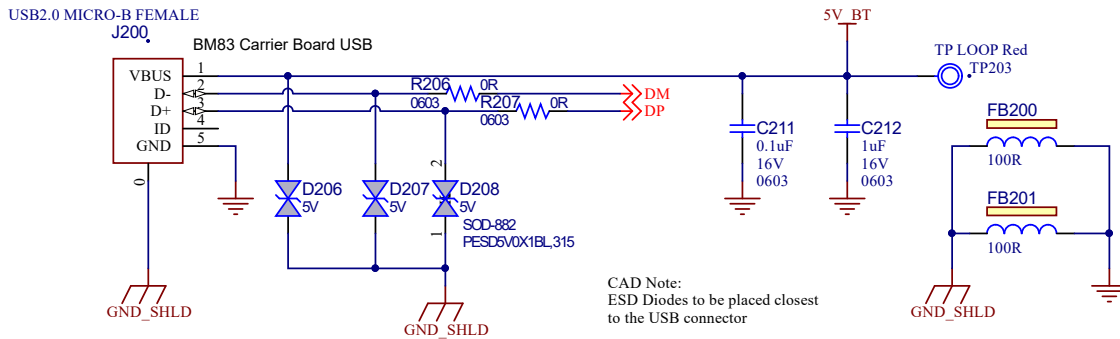 USB2.0 MICRO-B FEMALE
J200
BM83 Carrier Board USB
VBUS 1
D- 2
D+ 3
ID 4
GND 5
0
R206 0R
0603
R207 0R
0603
DM
DP
5V_BT
TP LOOP Red
TP203
C211
0.1uF
16V
0603
C212
1uF
16V
0603
FB200
100R
FB201
100R
D206
5V
D207
5V
2
D208
5V
1
SOD-882
PESD5V0X1BL,315
GND_SHLD
GND_SHLD
GND_SHLD
CAD Note:
ESD Diodes to be placed closest
to the USB connector